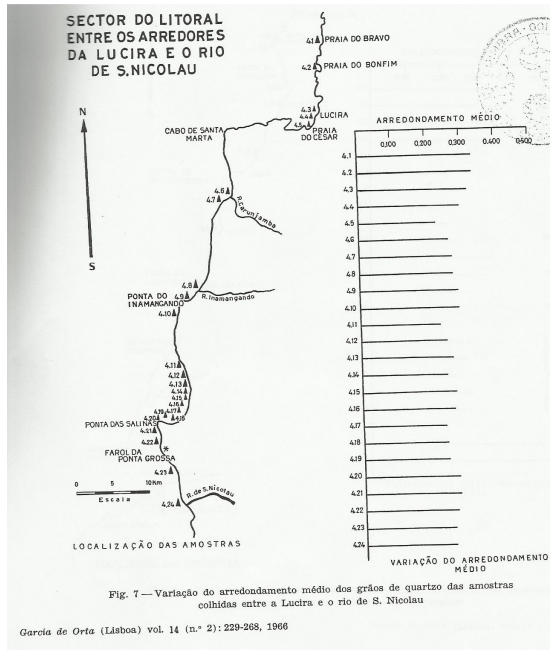 SECTOR DO LITORAL
ENTRE OS ARREDORES
DA LUCIRA E O RIO
DE S. NICOLAU
N
S
4.1 PRAIA DO BRAVO
4.2 PRAIA DO BONFIM
4.3
4.4 LUCIRA
4.5
PRAIA
DO CÉSAR
CABO DE SANTA
MARTA
4.6
4.7
R. Carunjamba
4.8
4.9
R. Inamangando
PONTA DO
INAMANGANDO
4.10
4.11
4.12
4.13
4.14
4.15
4.16
4.17
4.18
4.19
4.20
PONTA DAS SALINAS
4.21
4.22
FAROL DA
PONTA GROSSA
4.23
4.24
R. de S. Nicolau
0 5 10Km
Escala
LOCALIZAÇÃO DAS AMOSTRAS
ARREDONDAMENTO MÉDIO
0,100 0,200 0,300 0,400 0,500
4.1
4.2
4.3
4.4
4.5
4.6
4.7
4.8
4.9
4.10
4.11
4.12
4.13
4.14
4.15
4.16
4.17
4.18
4.19
4.20
4.21
4.22
4.23
4.24
VARIAÇÃO DO ARREDONDAMENTO
MÉDIO
Fig. 7 — Variação do arredondamento médio dos grãos de quartzo das amostras
colhidas entre a Lucira e o rio de S. Nicolau
Garcia de Orta (Lisboa) vol. 14 (n.° 2): 229-268, 1966